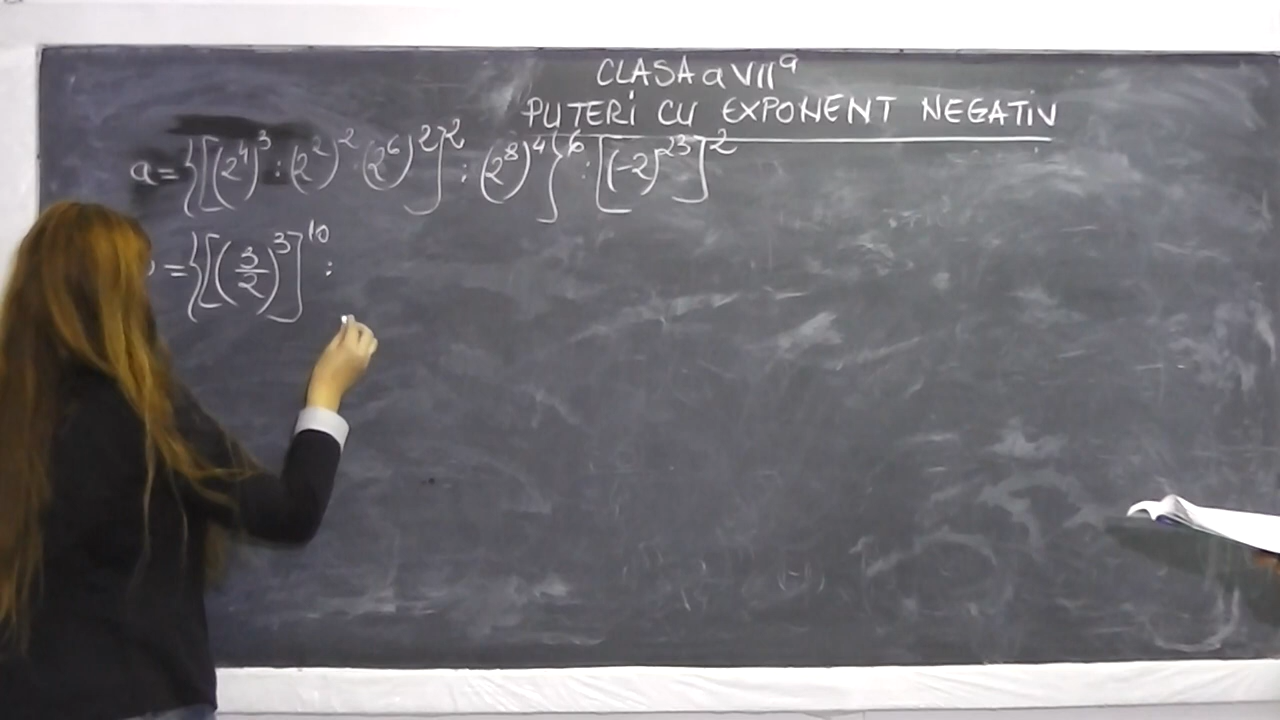 CLASA a VII a
PUTERI CU EXPONENT NEGATIV
a = {[(2⁴)³ : (2²)² · (2⁶)²]² : (2⁸)⁴}⁶ : [(-2)²³]²
= {[(3/2)³]¹⁰ :